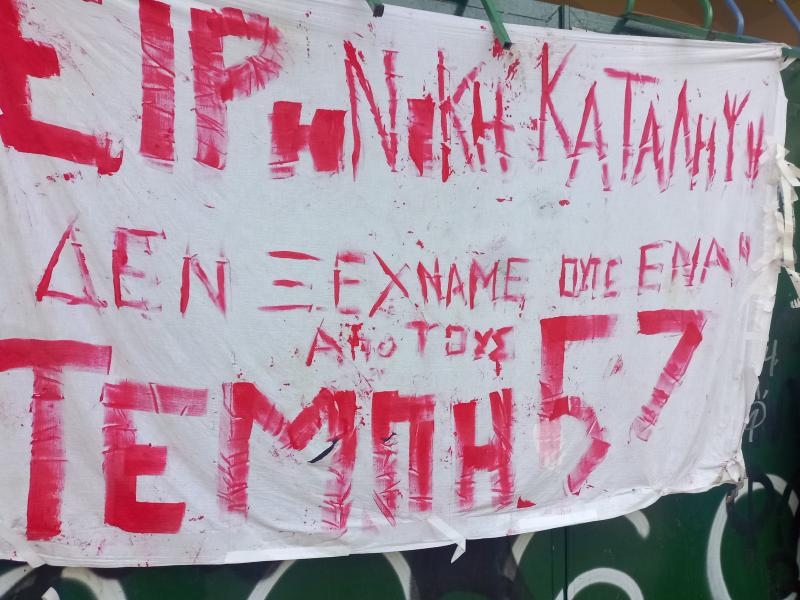 ΕΙΡηΝικΗ ΚΑΤΑΛΗΨΗ
ΔΕΝ ΞΕΧΝΑΜΕ ΟΥΤΕ ΕΝΑΝ
ΑΠο ΤΟΥΣ 57
ΤΕΜΠΗ